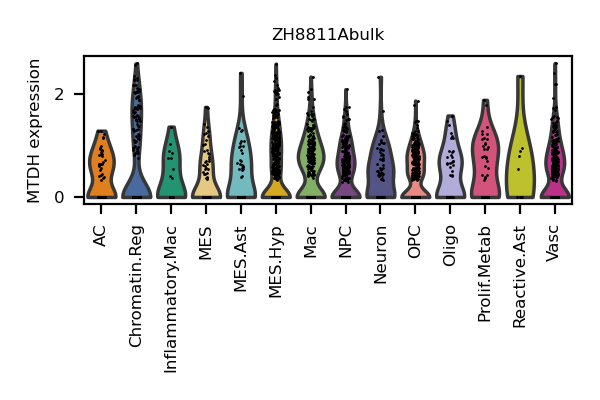 ZH8811Abulk
MTDH expression
2
0
AC
Chromatin.Reg
Inflammatory.Mac
MES
MES.Ast
MES.Hyp
Mac
NPC
Neuron
OPC
Oligo
Prolif.Metab
Reactive.Ast
Vasc